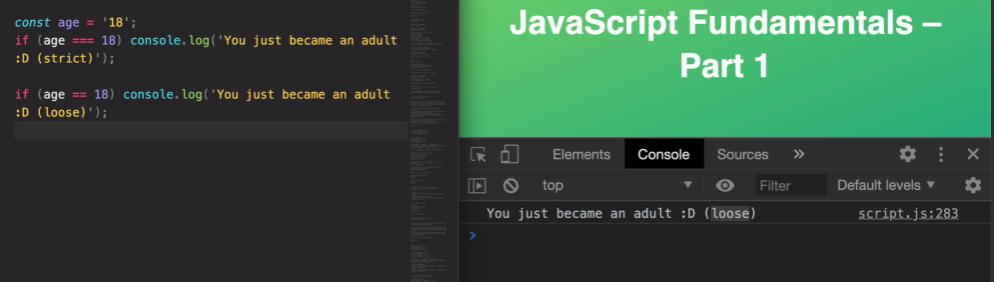 const age = '18';
if (age === 18) console.log('You just became an adult
:D (strict)');
if (age == 18) console.log('You just became an adult
:D (loose)');
JavaScript Fundamentals –
Part 1
Elements Console Sources »
top Filter Default levels ▼
You just became an adult :D (loose) script.js:283
>